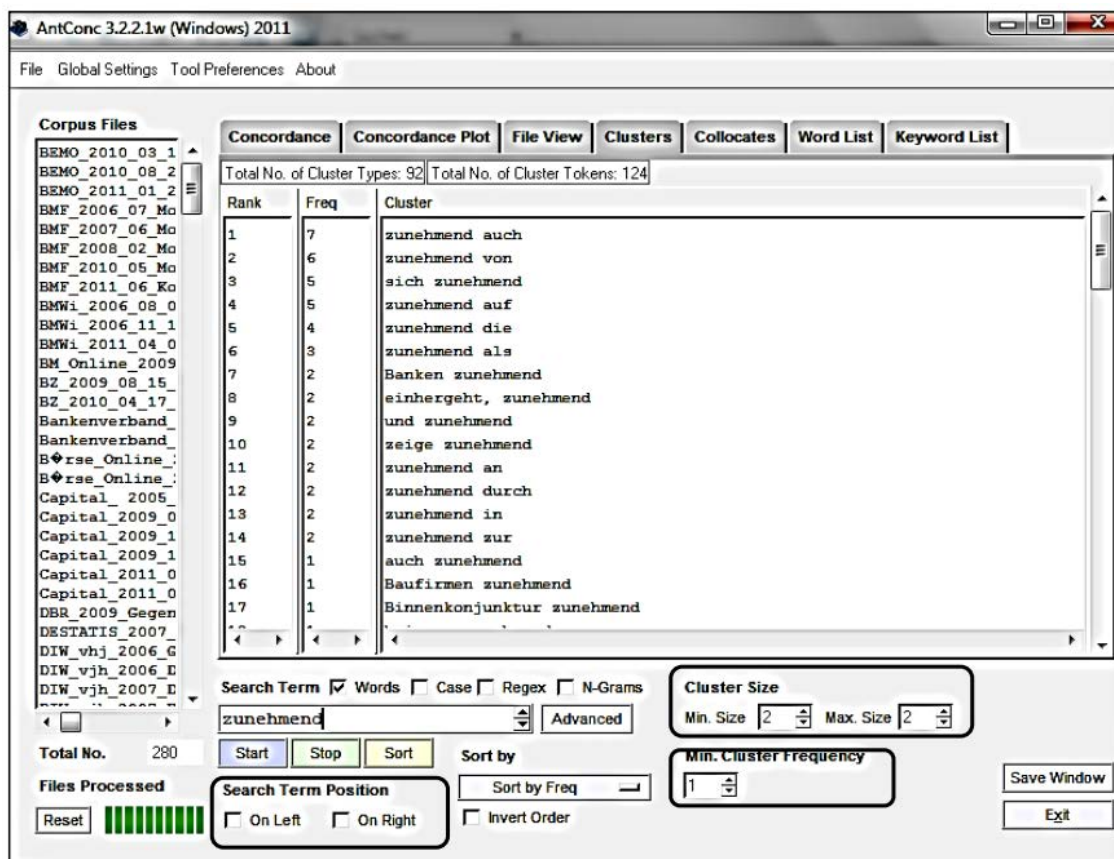 AntConc 3.2.2.1w (Windows) 2011
File Global Settings Tool Preferences About
Corpus Files
BEMO_2010_03_1
BEMO_2010_08_2
BEMO_2011_01_2
BMF_2006_07_Mo
BMF_2007_06_Mo
BMF_2008_02_Mo
BMF_2010_05_Mo
BMF_2011_06_Ko
BMWi_2006_08_0
BMWi_2006_11_1
BMWi_2011_04_0
BM_Online_2009
BZ_2009_08_15_
BZ_2010_04_17_
Bankenverband_
Bankenverband_
B�rse_Online_2
B�rse_Online_2
Capital_ 2005_
Capital_2009_0
Capital_2009_1
Capital_2009_1
Capital_2011_0
Capital_2011_0
DBR_2009_Gegen
DESTATIS_2007_
DIW_vhj_2006_G
DIW_vjh_2006_D
DIW_vjh_2007_D
Total No. 280
Files Processed
Reset
Concordance Concordance Plot File View Clusters Collocates Word List Keyword List
Total No. of Cluster Types: 92 Total No. of Cluster Tokens: 124
Rank Freq Cluster
1 7 zunehmend auch
2 6 zunehmend von
3 5 sich zunehmend
4 5 zunehmend auf
5 4 zunehmend die
6 3 zunehmend als
7 2 Banken zunehmend
8 2 einhergeht, zunehmend
9 2 und zunehmend
10 2 zeige zunehmend
11 2 zunehmend an
12 2 zunehmend durch
13 2 zunehmend in
14 2 zunehmend zur
15 1 auch zunehmend
16 1 Baufirmen zunehmend
17 1 Binnenkonjunktur zunehmend
Search Term Words Case Regex N-Grams
zunehmend Advanced
Start Stop Sort
Search Term Position
On Left On Right
Sort by
Sort by Freq
Invert Order
Cluster Size
Min. Size 2 Max. Size 2
Min. Cluster Frequency
1
Save Window
Exit